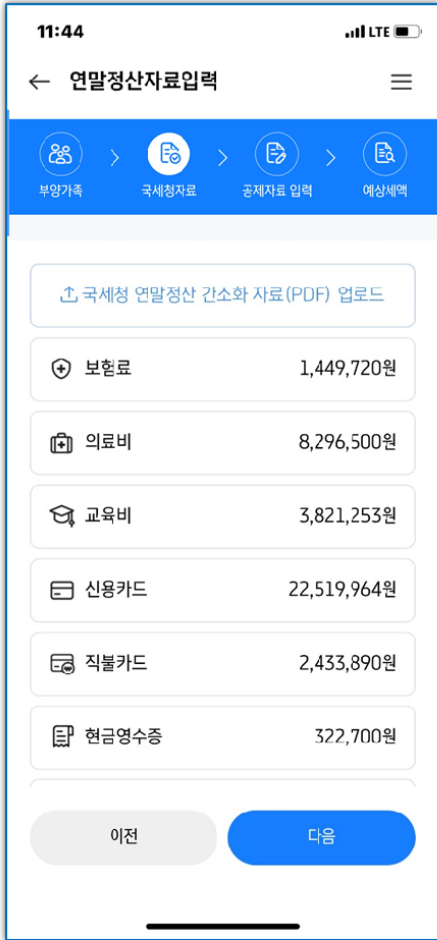 11:44
LTE
연말정산자료입력
부양가족
국세청자료
공제자료 입력
예상세액
국세청 연말정산 간소화 자료(PDF) 업로드
보험료 1,449,720원
의료비 8,296,500원
교육비 3,821,253원
신용카드 22,519,964원
직불카드 2,433,890원
현금영수증 322,700원
이전
다음